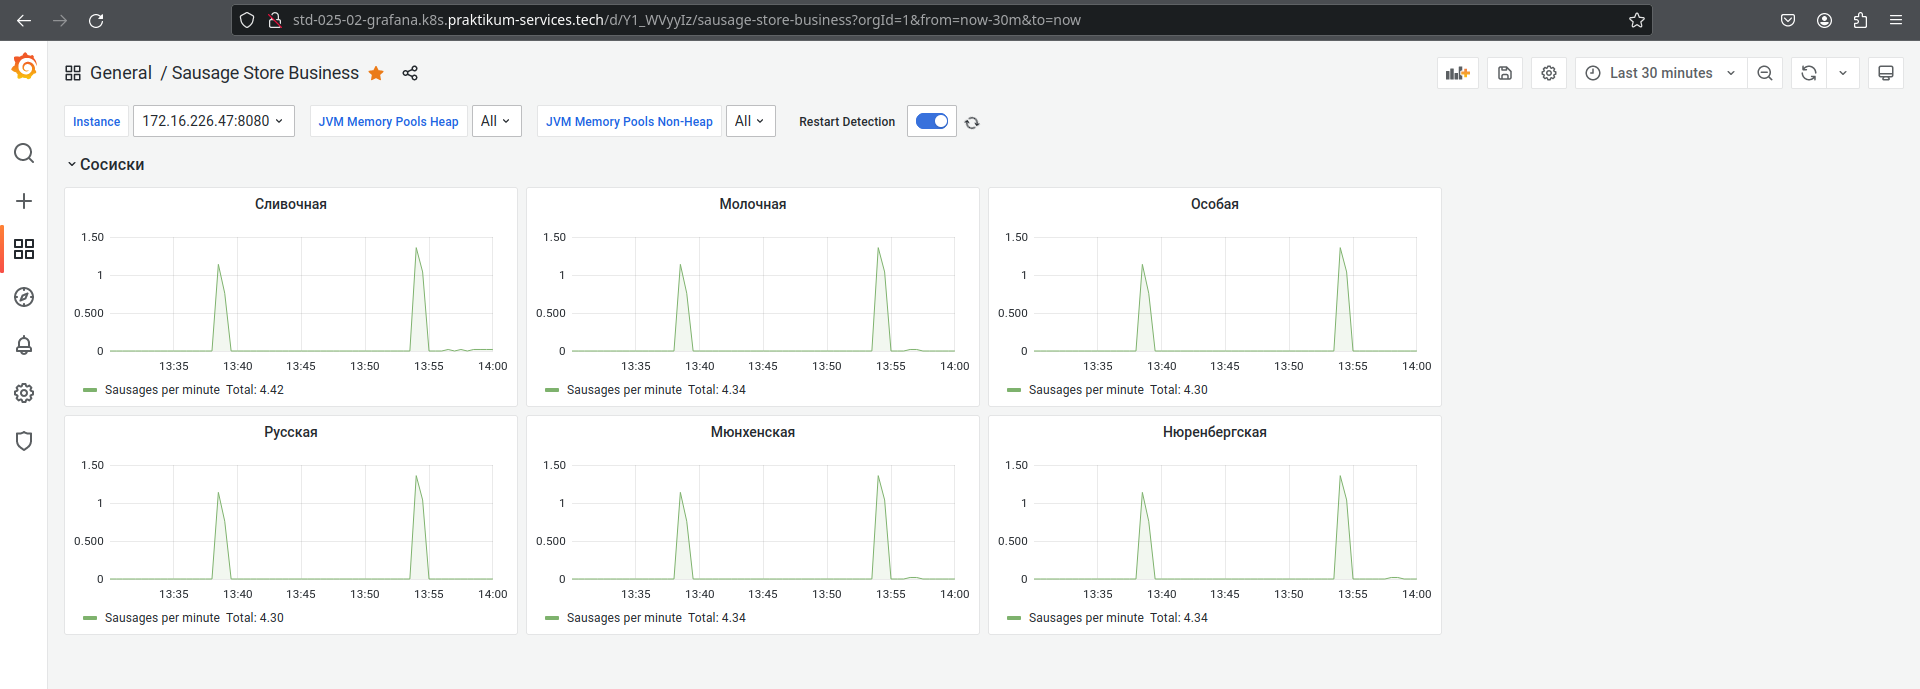 std-025-02-grafana.k8s.praktikum-services.tech/d/Y1_WVyyIz/sausage-store-business?orgId=1&from=now-30m&to=now
General / Sausage Store Business
Last 30 minutes
Instance 172.16.226.47:8080 JVM Memory Pools Heap All JVM Memory Pools Non-Heap All Restart Detection
Сосиски
Сливочная
1.50
1
0.500
0
13:35 13:40 13:45 13:50 13:55 14:00
Sausages per minute Total: 4.42
Молочная
1.50
1
0.500
0
13:35 13:40 13:45 13:50 13:55 14:00
Sausages per minute Total: 4.34
Особая
1.50
1
0.500
0
13:35 13:40 13:45 13:50 13:55 14:00
Sausages per minute Total: 4.30
Русская
1.50
1
0.500
0
13:35 13:40 13:45 13:50 13:55 14:00
Sausages per minute Total: 4.30
Мюнхенская
1.50
1
0.500
0
13:35 13:40 13:45 13:50 13:55 14:00
Sausages per minute Total: 4.34
Нюренбергская
1.50
1
0.500
0
13:35 13:40 13:45 13:50 13:55 14:00
Sausages per minute Total: 4.34